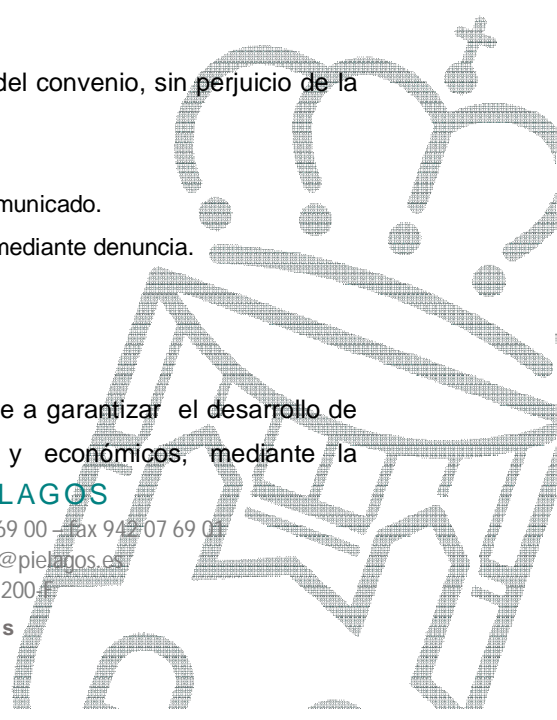 del convenio, sin perjuicio de la
municado.
mediante denuncia.
e a garantizar el desarrollo de
y económicos, mediante la
LAGOS
69 00 – fax 942 07 69 01
@pielagos.es
200-F
s